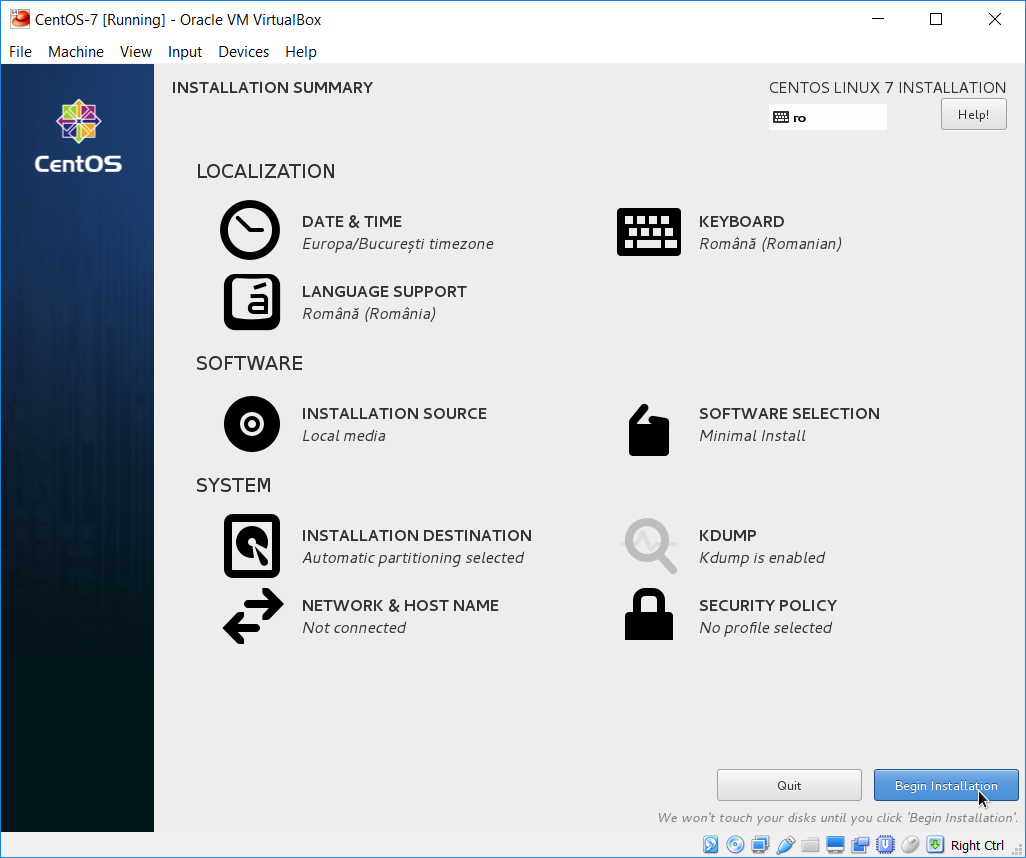 CentOS-7 [Running] - Oracle VM VirtualBox
File Machine View Input Devices Help
INSTALLATION SUMMARY
CENTOS LINUX 7 INSTALLATION
ro
Help!
CentOS
LOCALIZATION
DATE & TIME
Europa/București timezone
KEYBOARD
Română (Romanian)
LANGUAGE SUPPORT
Română (România)
SOFTWARE
INSTALLATION SOURCE
Local media
SOFTWARE SELECTION
Minimal Install
SYSTEM
INSTALLATION DESTINATION
Automatic partitioning selected
KDUMP
Kdump is enabled
NETWORK & HOST NAME
Not connected
SECURITY POLICY
No profile selected
Quit
Begin Installation
We won't touch your disks until you click 'Begin Installation'.
Right Ctrl